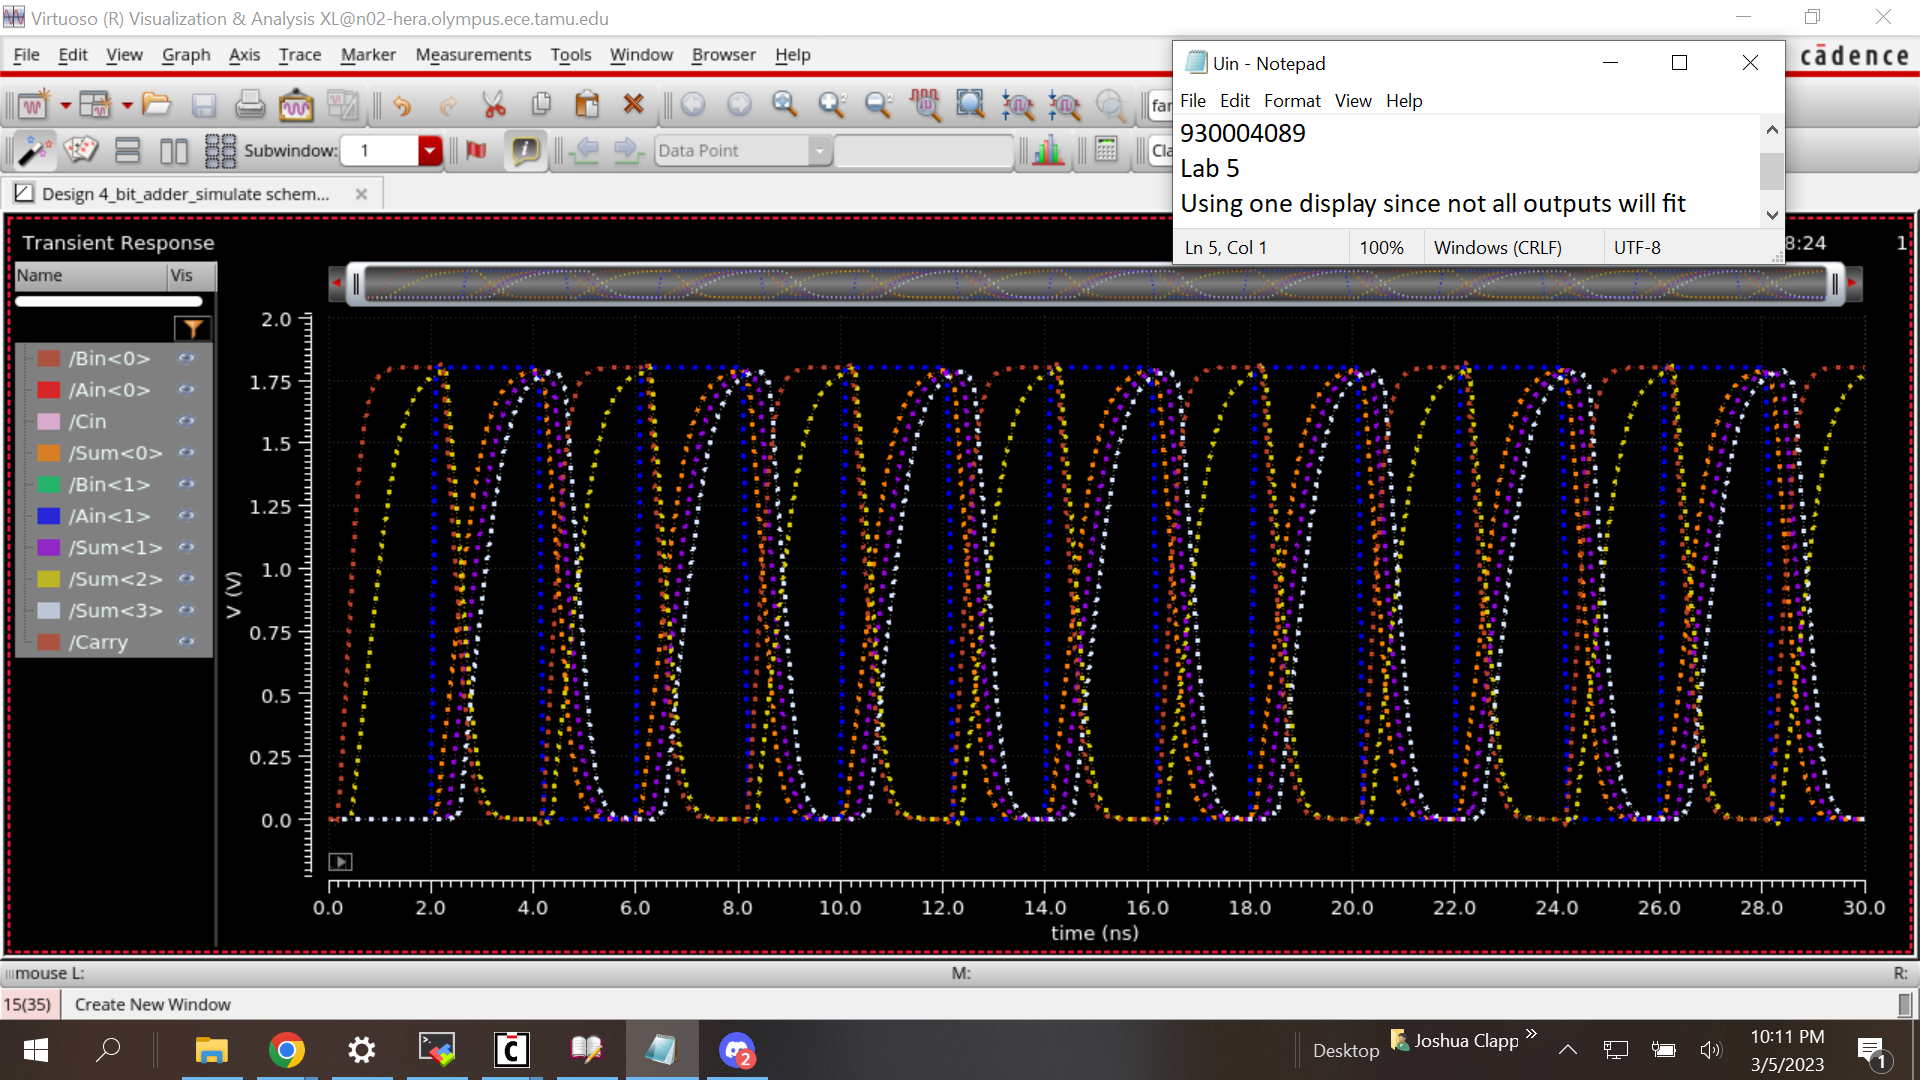 Virtuoso (R) Visualization & Analysis XL@n02-hera.olympus.ece.tamu.edu
File Edit View Graph Axis Trace Marker Measurements Tools Window Browser Help
cādence
Uin - Notepad
File Edit Format View Help
930004089
Lab 5
Using one display since not all outputs will fit
Ln 5, Col 1 100% Windows (CRLF) UTF-8
Subwindow: 1
Data Point
Design 4_bit_adder_simulate schem...
Transient Response
8:24 1
Name Vis
/Bin<0>
/Ain<0>
/Cin
/Sum<0>
/Bin<1>
/Ain<1>
/Sum<1>
/Sum<2>
/Sum<3>
/Carry
V (V)
2.0
1.75
1.5
1.25
1.0
0.75
0.5
0.25
0.0
0.0 2.0 4.0 6.0 8.0 10.0 12.0 14.0 16.0 18.0 20.0 22.0 24.0 26.0 28.0 30.0
time (ns)
mouse L: M: R:
15(35) Create New Window
Desktop Joshua Clapp
10:11 PM
3/5/2023
2
1